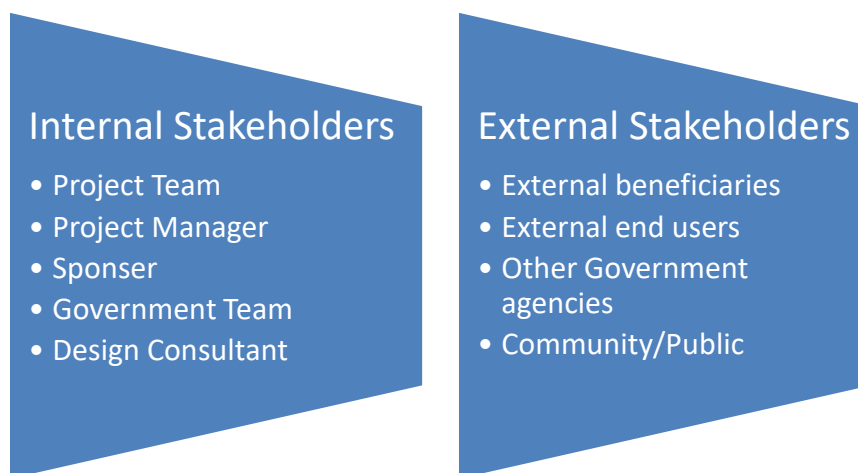 Internal Stakeholders
• Project Team
• Project Manager
• Sponser
• Government Team
• Design Consultant
External Stakeholders
• External beneficiaries
• External end users
• Other Government
agencies
• Community/Public